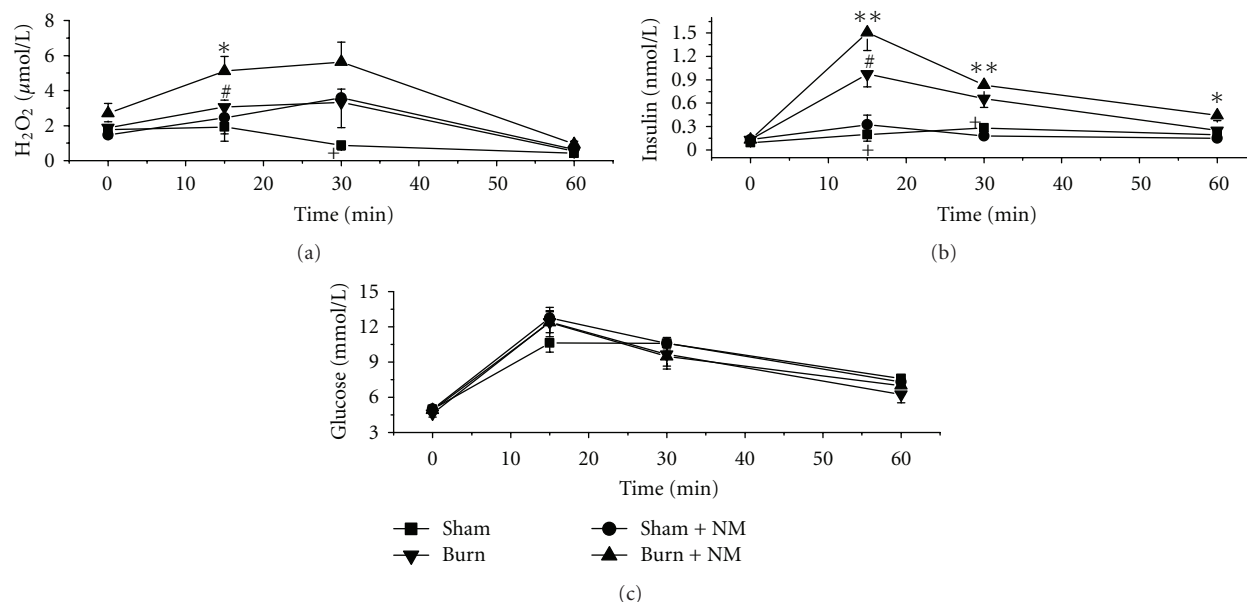 8
6
4
2
0
H₂O₂ (μmol/L)
*
#
+
0 10 20 30 40 50 60
Time (min)
(a)
1.5
1.2
0.9
0.6
0.3
0
Insulin (nmol/L)
** ** *
#
+
+
0 10 20 30 40 50 60
Time (min)
(b)
15
12
9
6
3
Glucose (mmol/L)
0 10 20 30 40 50 60
Time (min)
Sham Sham + NM
Burn Burn + NM
(c)